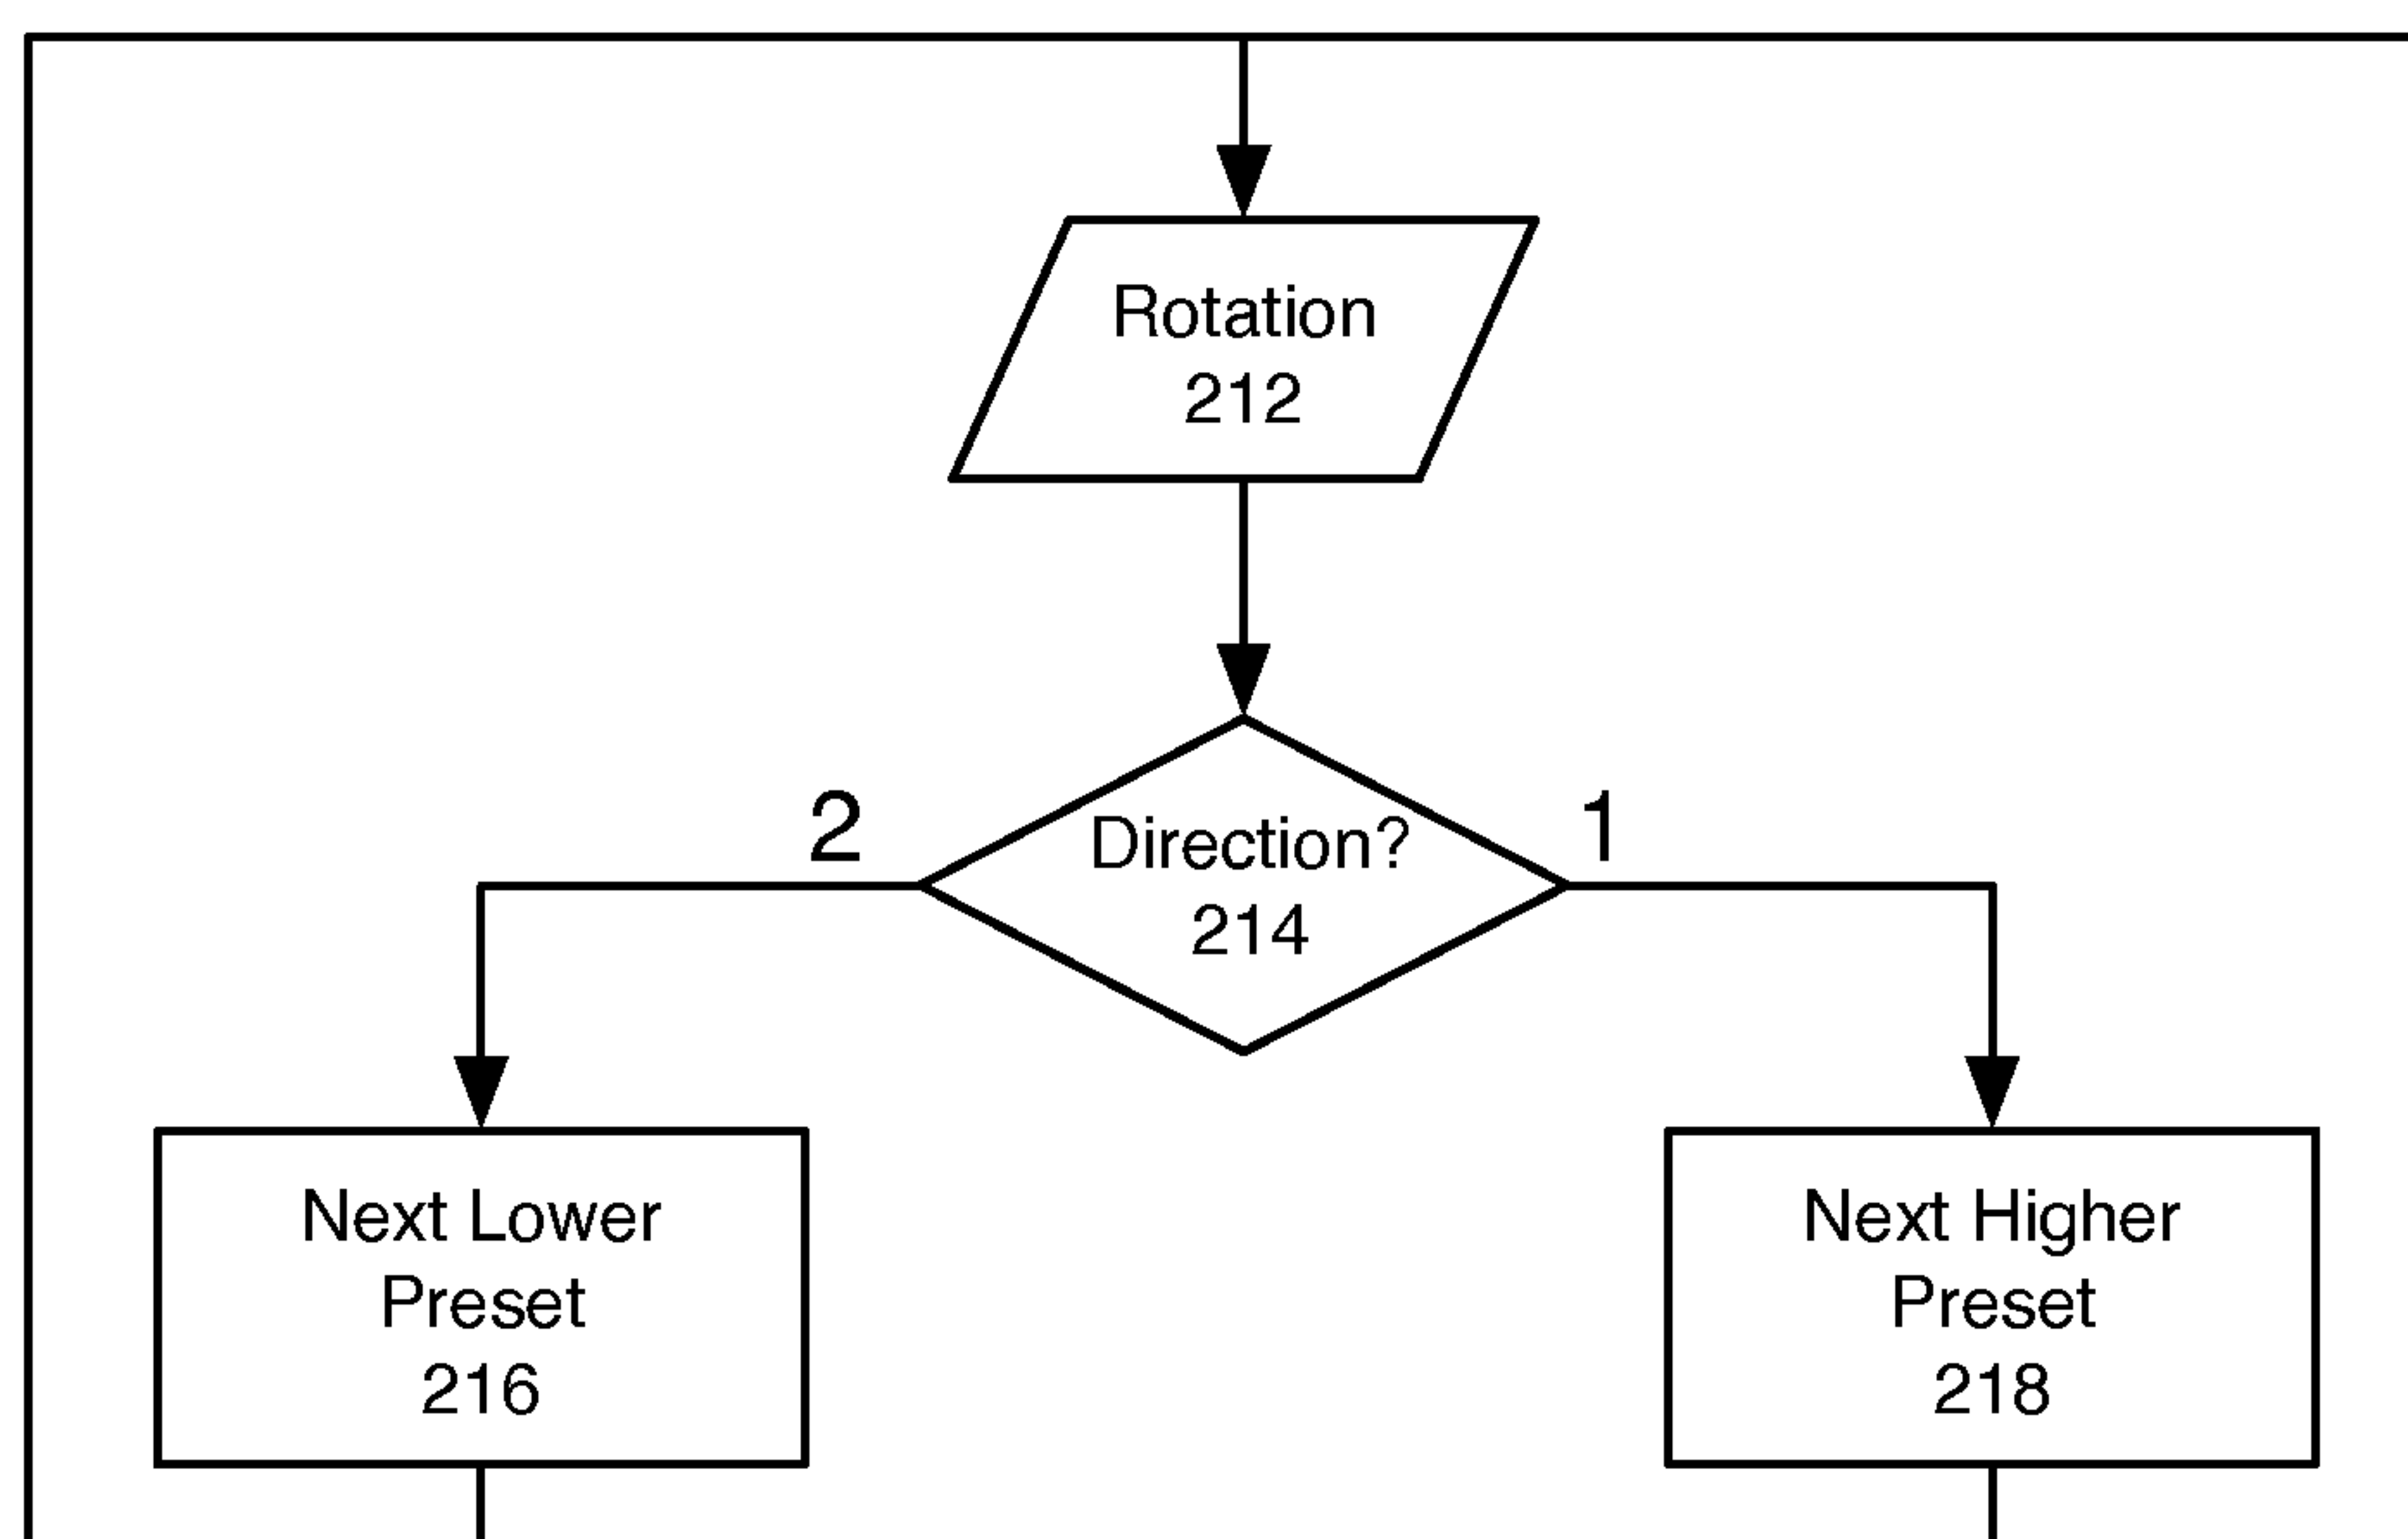 Rotation
212
2
Direction?
1
214
Next Lower
Preset
216
Next Higher
Preset
218